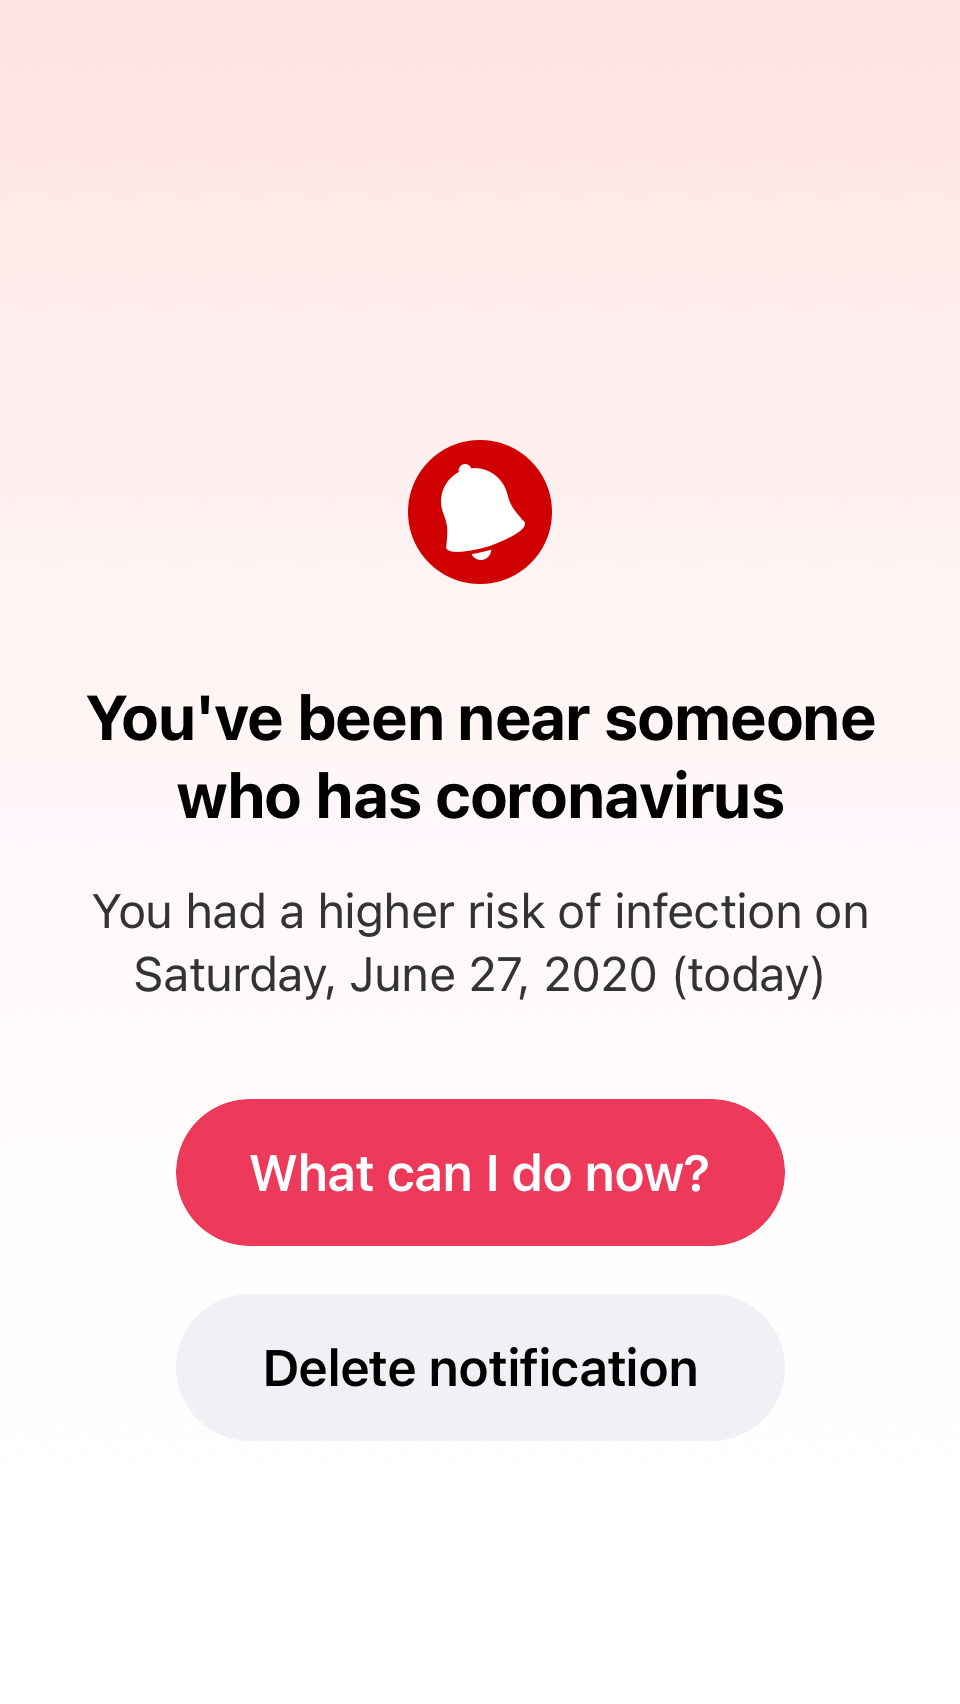 You've been near someone
who has coronavirus
You had a higher risk of infection on
Saturday, June 27, 2020 (today)
What can I do now?
Delete notification